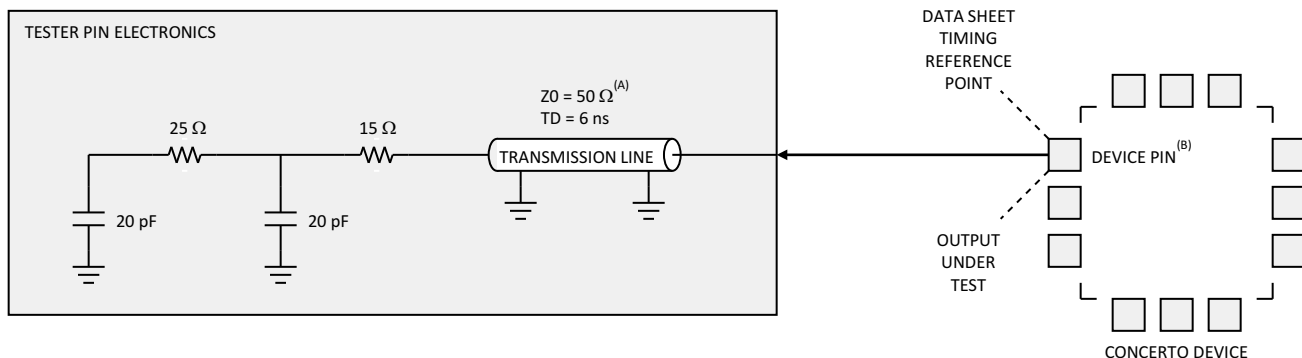 TESTER PIN ELECTRONICS
25 Ω
15 Ω
Z0 = 50 Ω(A)
TD = 6 ns
TRANSMISSION LINE
20 pF
20 pF
DATA SHEET
TIMING
REFERENCE
POINT
DEVICE PIN(B)
OUTPUT
UNDER
TEST
CONCERTO DEVICE